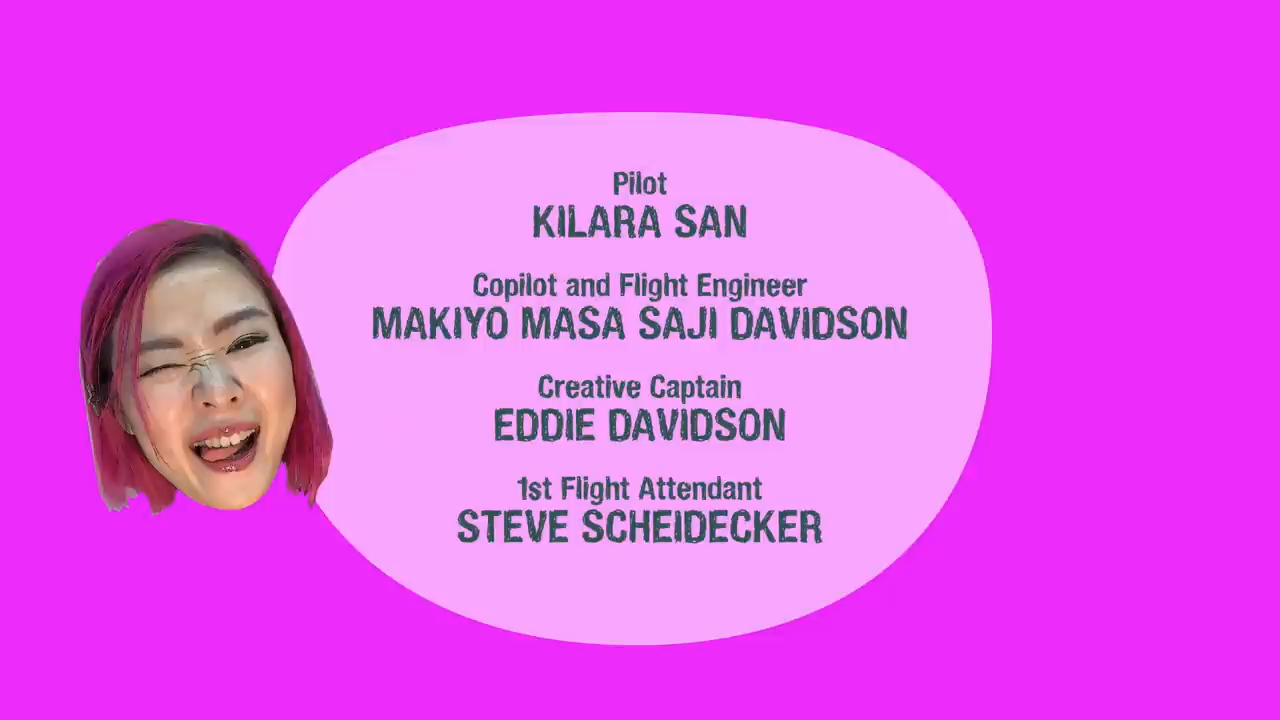 Pilot
KILARA SAN
Copilot and Flight Engineer
MAKIYO MASA SAJI DAVIDSON
Creative Captain
EDDIE DAVIDSON
1st Flight Attendant
STEVE SCHEIDECKER